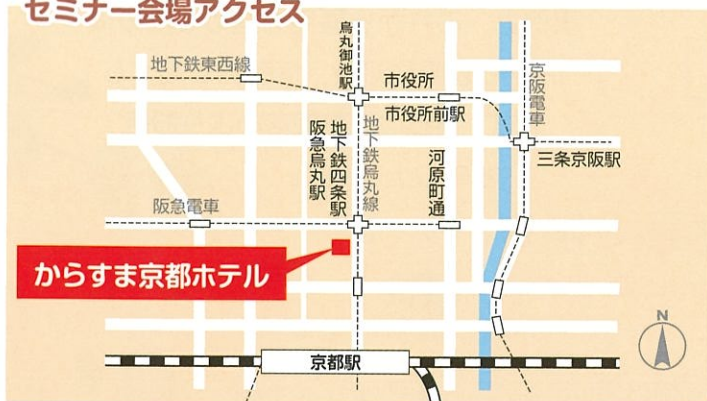 セミナー会場アクセス
烏丸御池駅
地下鉄東西線
市役所
市役所前駅
京阪電車
三条京阪駅
地下鉄烏丸線
地下鉄四条駅
阪急烏丸駅
河原町通
阪急電車
からすま京都ホテル
N
京都駅